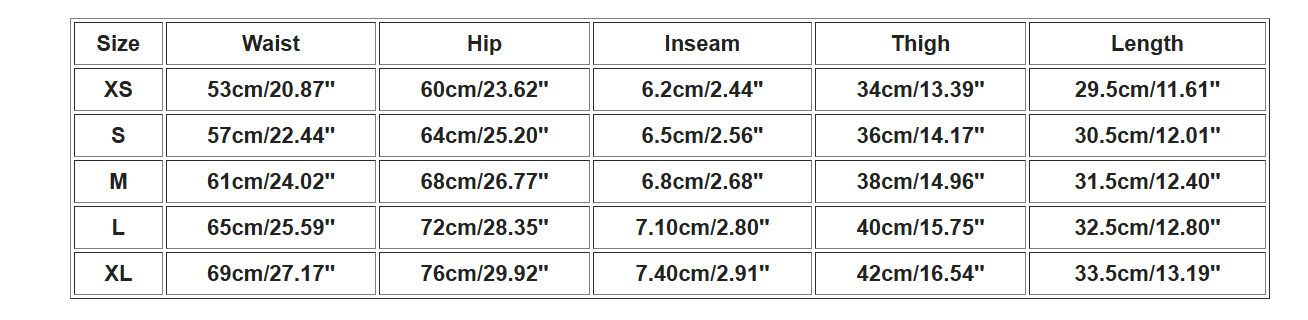 Size Waist Hip Inseam Thigh Length
XS 53cm/20.87" 60cm/23.62" 6.2cm/2.44" 34cm/13.39" 29.5cm/11.61"
S 57cm/22.44" 64cm/25.20" 6.5cm/2.56" 36cm/14.17" 30.5cm/12.01"
M 61cm/24.02" 68cm/26.77" 6.8cm/2.68" 38cm/14.96" 31.5cm/12.40"
L 65cm/25.59" 72cm/28.35" 7.10cm/2.80" 40cm/15.75" 32.5cm/12.80"
XL 69cm/27.17" 76cm/29.92" 7.40cm/2.91" 42cm/16.54" 33.5cm/13.19"